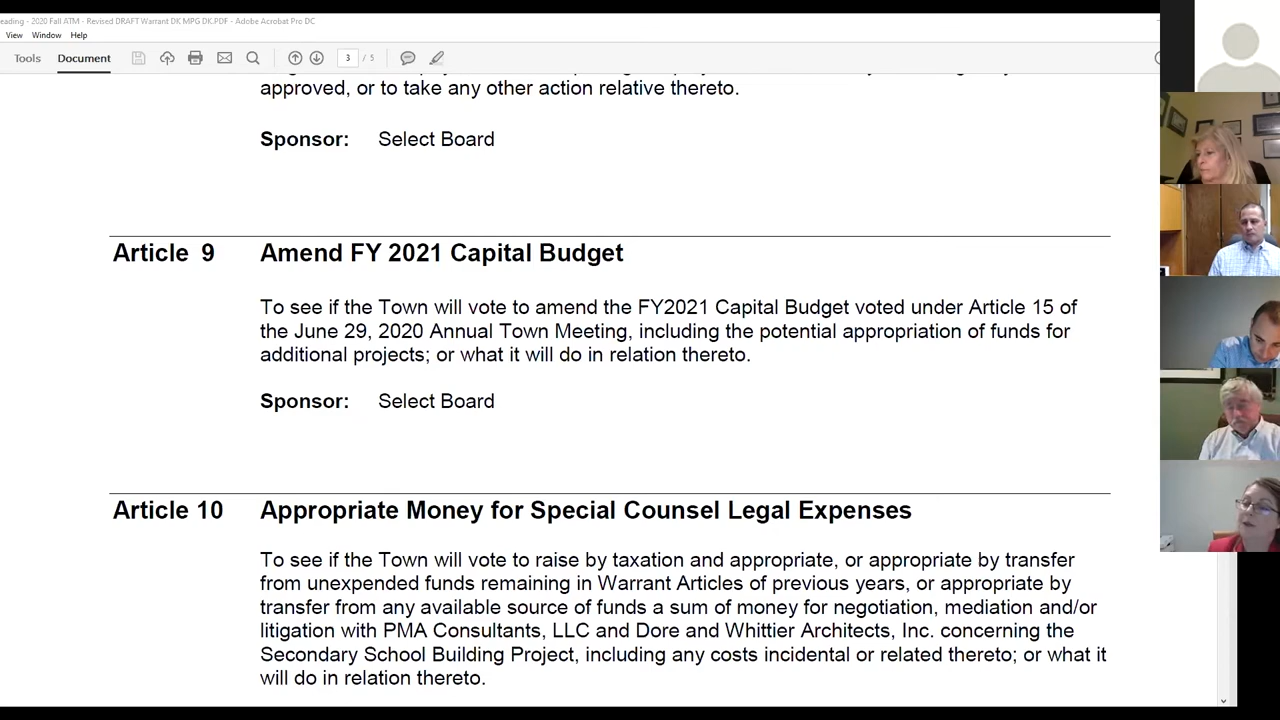 eading - 2020 Fall ATM - Revised DRAFT Warrant DK MPG DK.PDF - Adobe Acrobat Pro DC
View Window Help
Tools Document 3 / 5
approved, or to take any other action relative thereto.
Sponsor: Select Board
Article 9 Amend FY 2021 Capital Budget
To see if the Town will vote to amend the FY2021 Capital Budget voted under Article 15 of
the June 29, 2020 Annual Town Meeting, including the potential appropriation of funds for
additional projects; or what it will do in relation thereto.
Sponsor: Select Board
Article 10 Appropriate Money for Special Counsel Legal Expenses
To see if the Town will vote to raise by taxation and appropriate, or appropriate by transfer
from unexpended funds remaining in Warrant Articles of previous years, or appropriate by
transfer from any available source of funds a sum of money for negotiation, mediation and/or
litigation with PMA Consultants, LLC and Dore and Whittier Architects, Inc. concerning the
Secondary School Building Project, including any costs incidental or related thereto; or what it
will do in relation thereto.